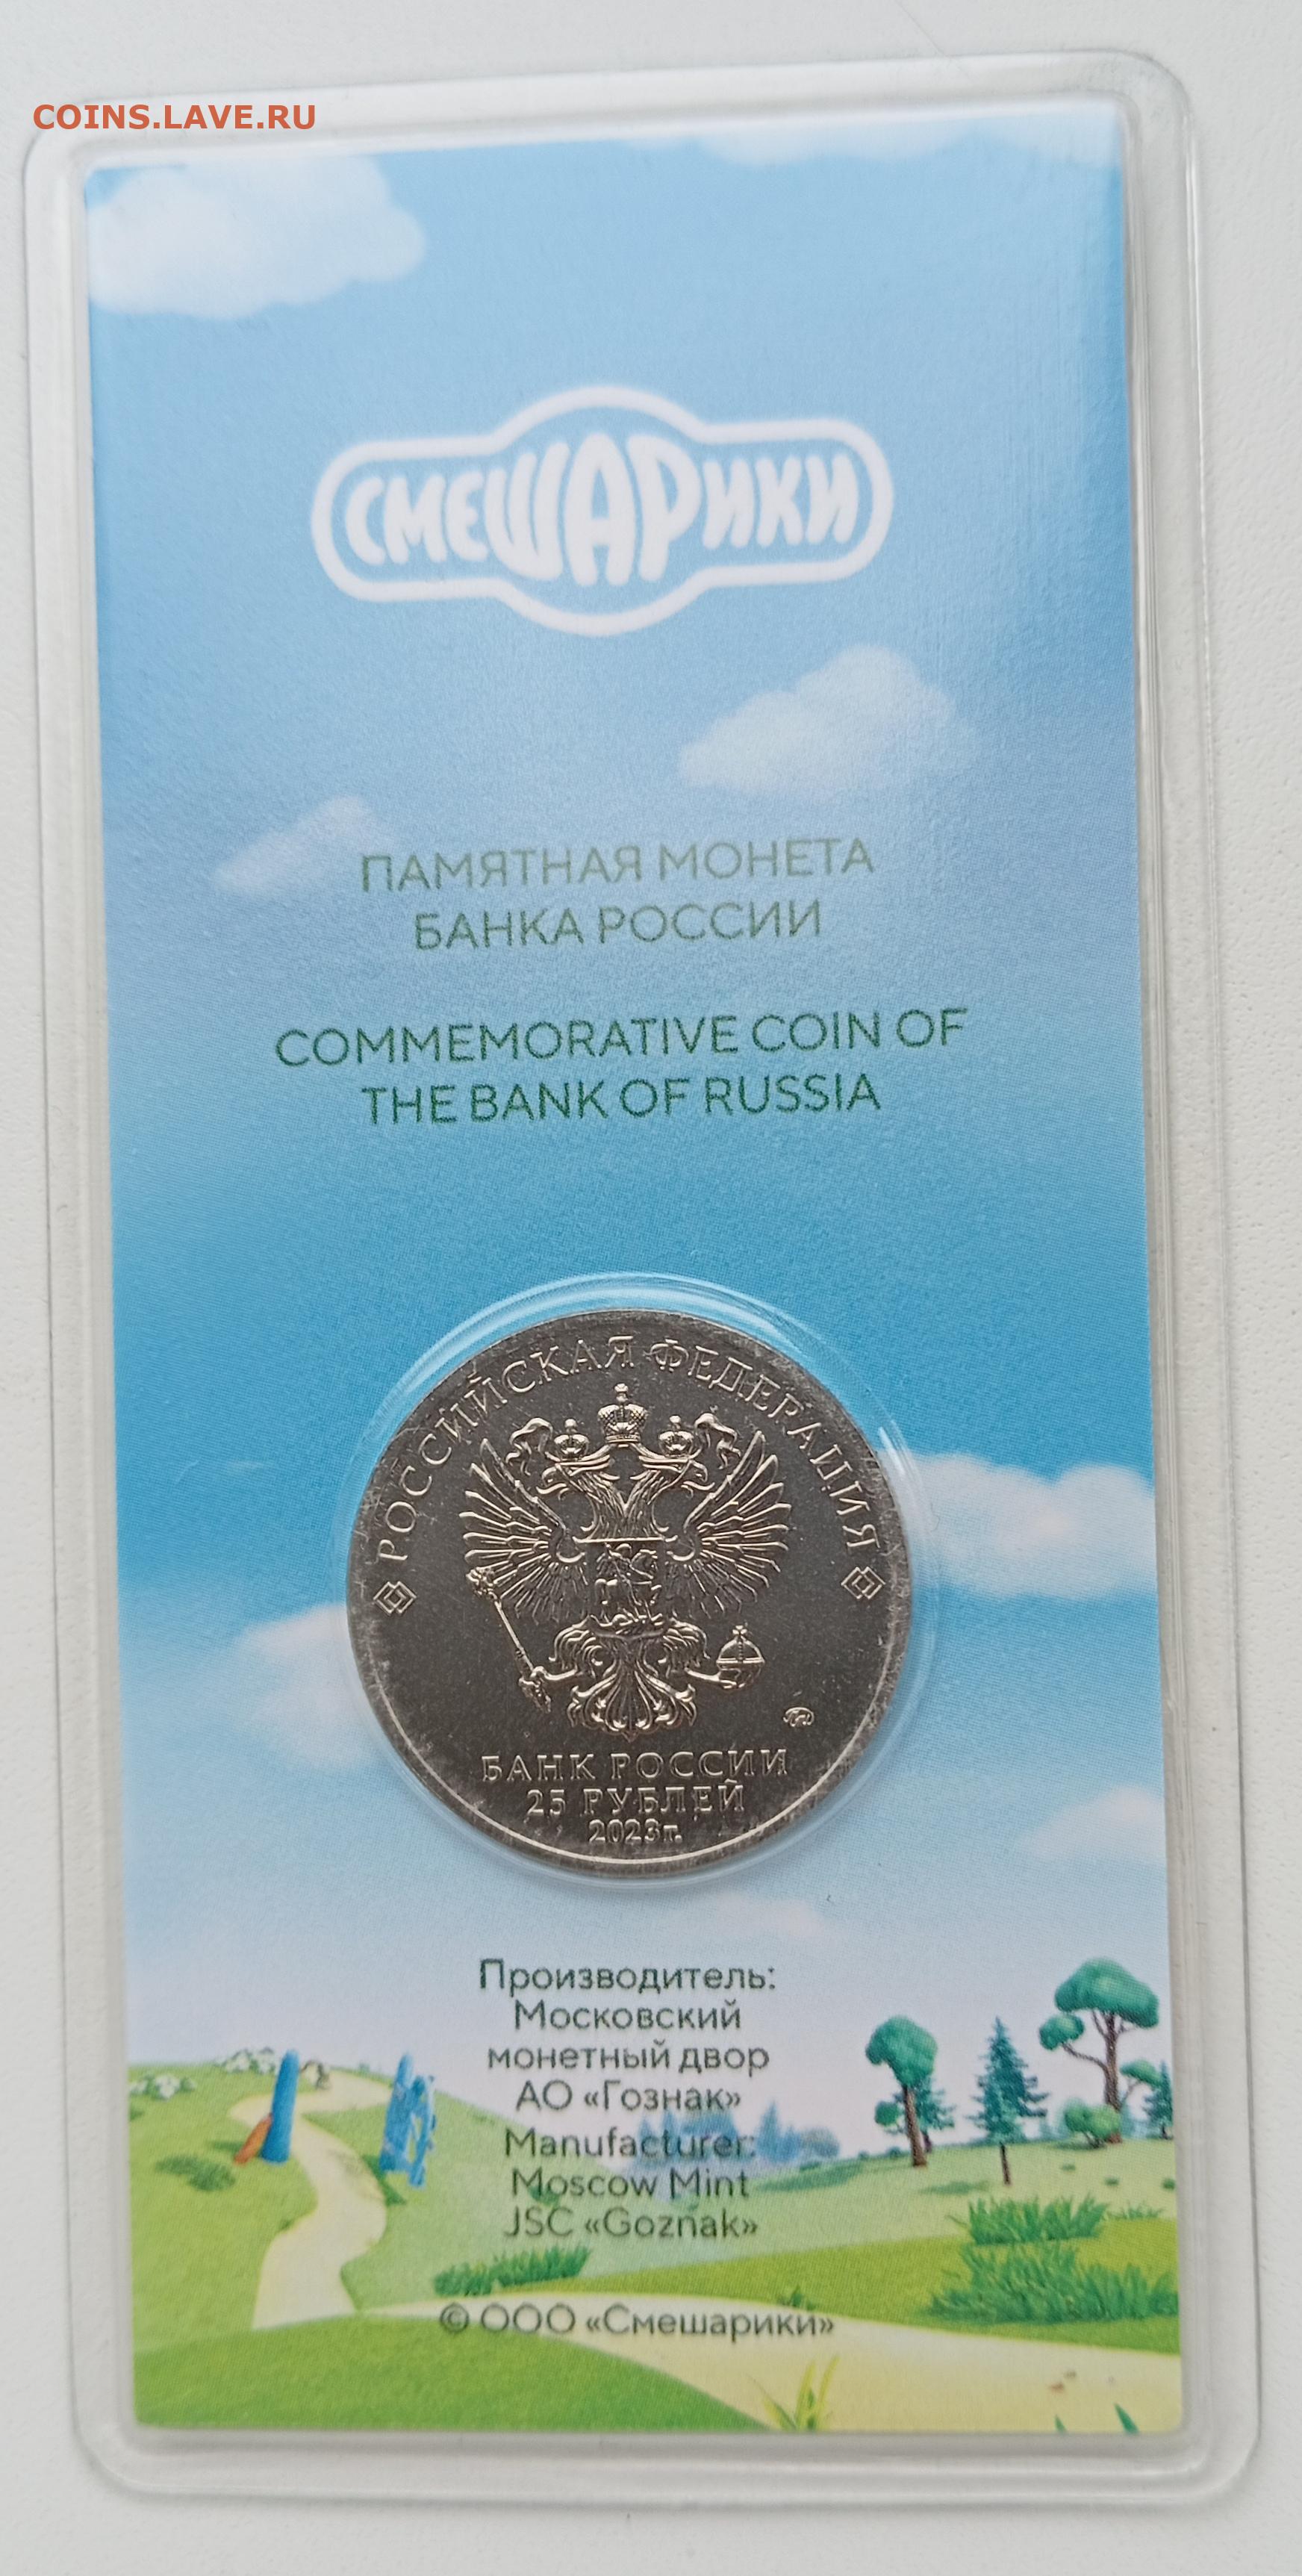 COINS.LAVE.RU
СМЕШАРИКИ
ПАМЯТНАЯ МОНЕТА
БАНКА РОССИИ
COMMEMORATIVE COIN OF
THE BANK OF RUSSIA
РОССИЙСКАЯ ФЕДЕРАЦИЯ
БАНК РОССИИ
25 РУБЛЕЙ
2023г.
Производитель:
Московский
монетный двор
АО «Гознак»
Manufacturer:
Moscow Mint
JSC «Goznak»
© ООО «Смешарики»